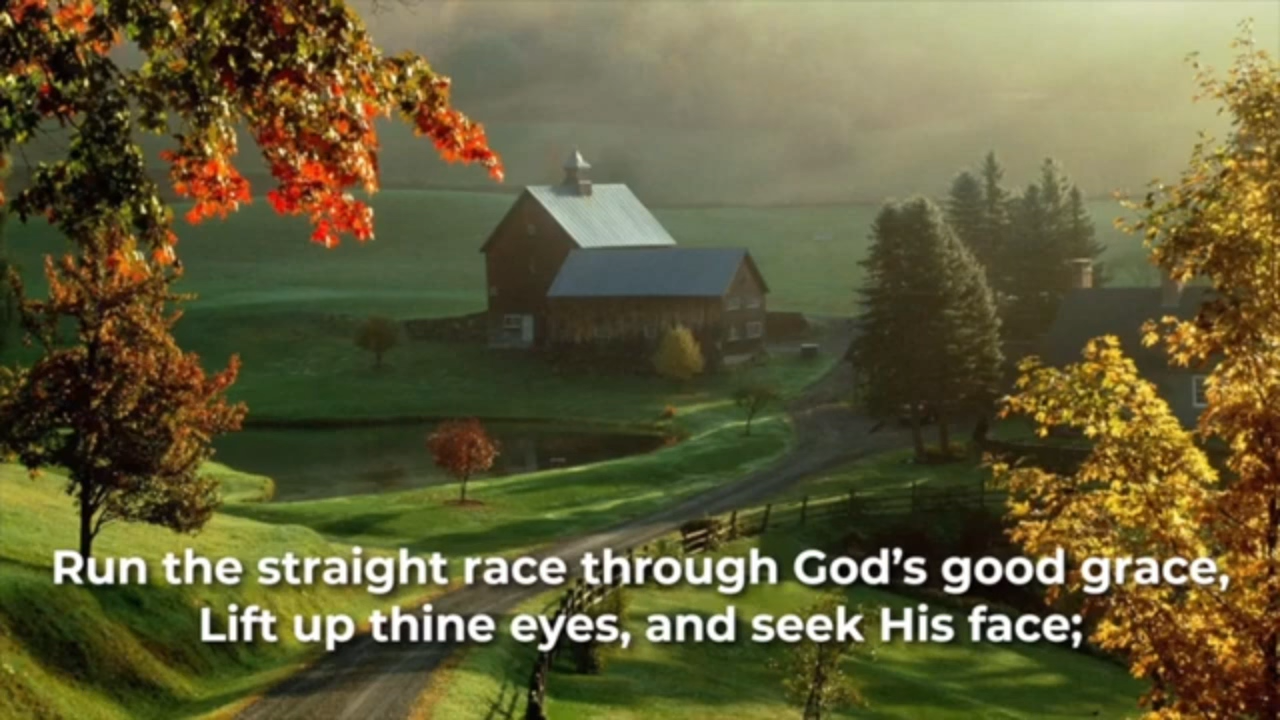 Run the straight race through God’s good grace,
Lift up thine eyes, and seek His face;